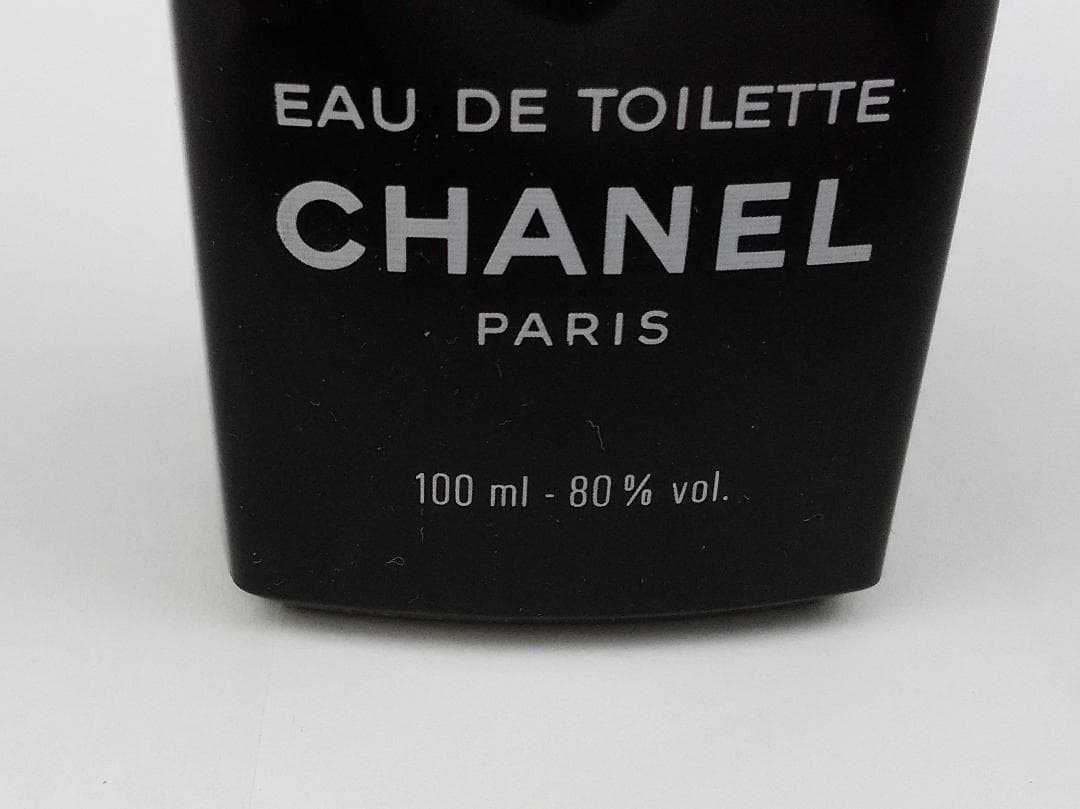 EAU DE TOILETTE
CHANEL
PARIS
100 ml - 80% vol.